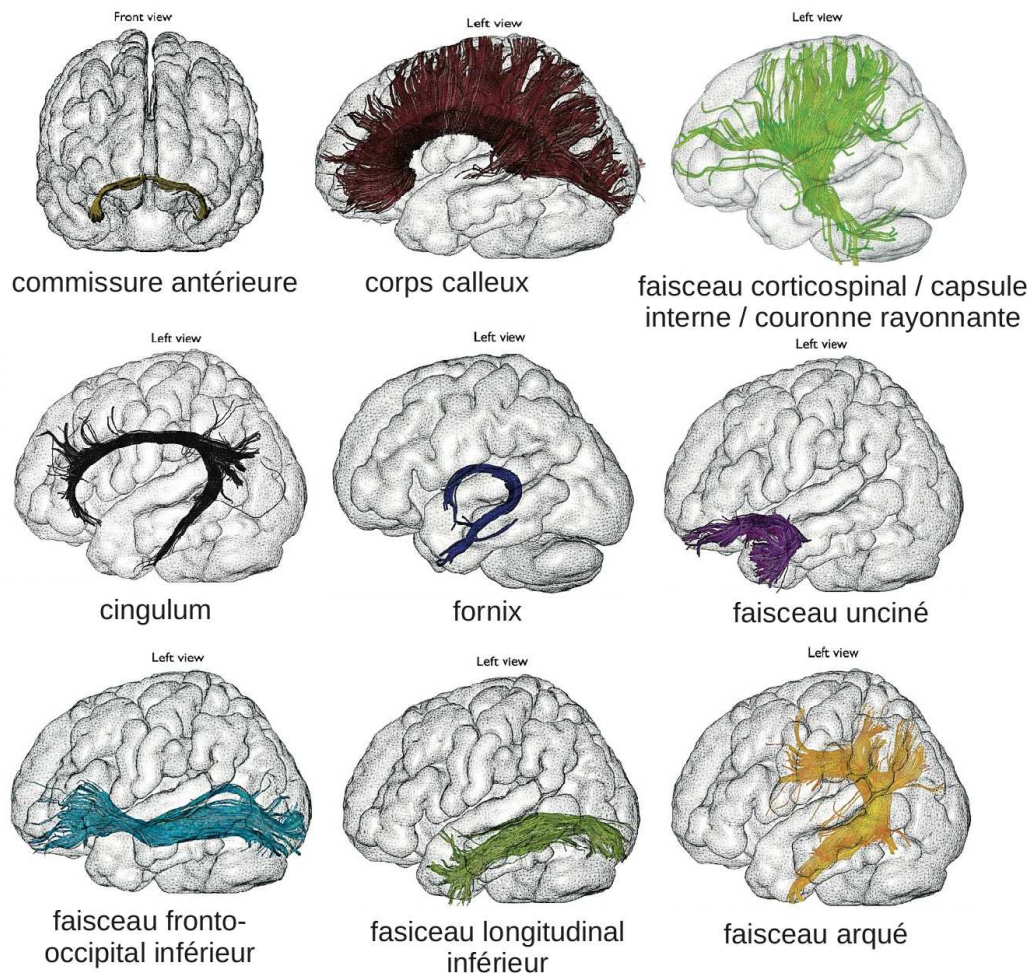 Front view
Left view
Left view
commissure antérieure
corps calleux
faisceau corticospinal / capsule
interne / couronne rayonnante
Left view
Left view
Left view
cingulum
fornix
faisceau unciné
Left view
Left view
Left view
faisceau fronto-
occipital inférieur
fasiceau longitudinal
inférieur
faisceau arqué